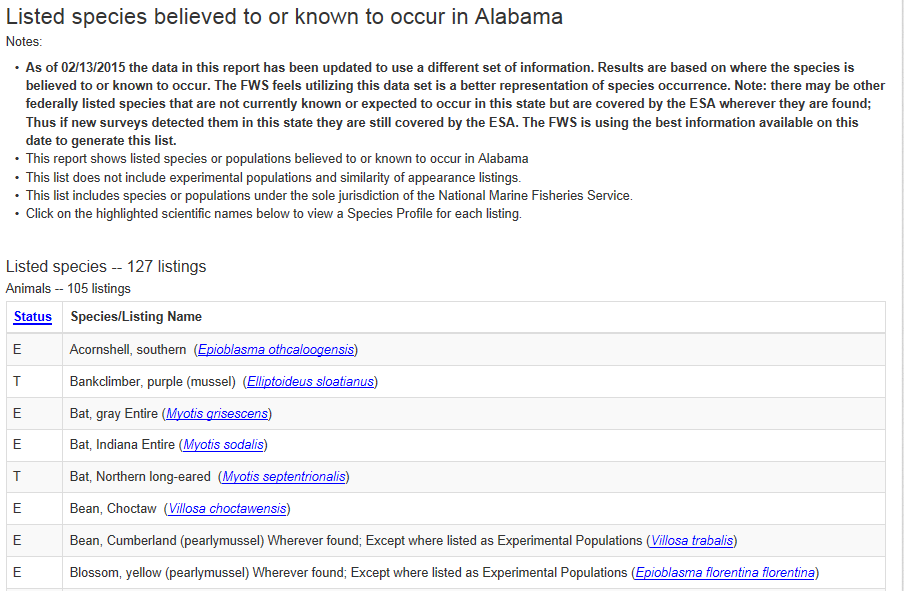 Listed species believed to or known to occur in Alabama
Notes:
• As of 02/13/2015 the data in this report has been updated to use a different set of information. Results are based on where the species is
believed to or known to occur. The FWS feels utilizing this data set is a better representation of species occurrence. Note: there may be other
federally listed species that are not currently known or expected to occur in this state but are covered by the ESA wherever they are found;
Thus if new surveys detected them in this state they are still covered by the ESA. The FWS is using the best information available on this
date to generate this list.
• This report shows listed species or populations believed to or known to occur in Alabama
• This list does not include experimental populations and similarity of appearance listings.
• This list includes species or populations under the sole jurisdiction of the National Marine Fisheries Service.
• Click on the highlighted scientific names below to view a Species Profile for each listing.
Listed species -- 127 listings
Animals -- 105 listings
Status Species/Listing Name
E Acornshell, southern (Epioblasma othcaloogensis)
T Bankclimber, purple (mussel) (Elliptoideus sloatianus)
E Bat, gray Entire (Myotis grisescens)
E Bat, Indiana Entire (Myotis sodalis)
T Bat, Northern long-eared (Myotis septentrionalis)
E Bean, Choctaw (Villosa choctawensis)
E Bean, Cumberland (pearlymussel) Wherever found; Except where listed as Experimental Populations (Villosa trabalis)
E Blossom, yellow (pearlymussel) Wherever found; Except where listed as Experimental Populations (Epioblasma florentina florentina)